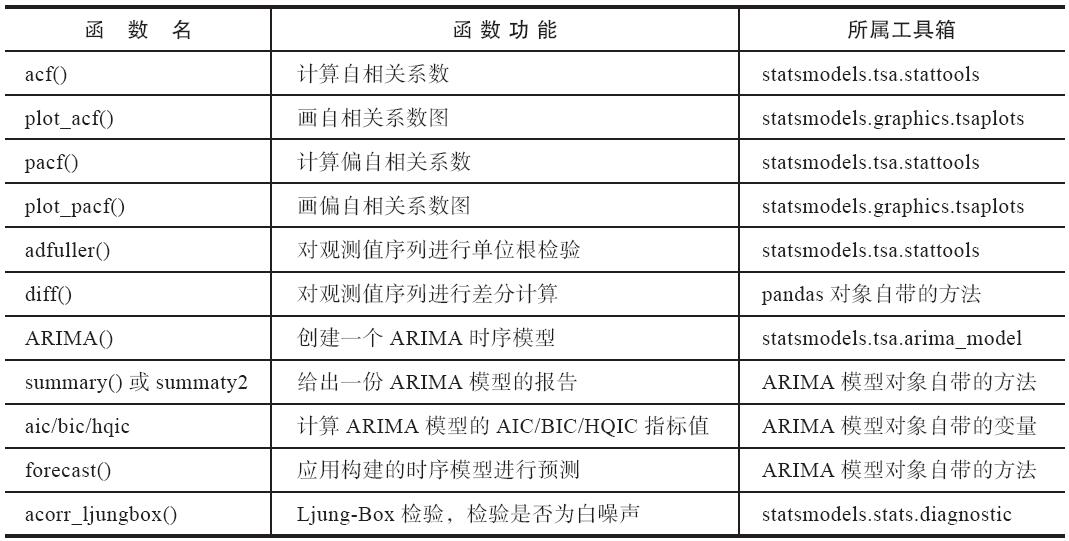 函 数 名 函 数 功 能 所属工具箱
acf() 计算自相关系数 statsmodels.tsa.stattools
plot_acf() 画自相关系数图 statsmodels.graphics.tsaplots
pacf() 计算偏自相关系数 statsmodels.tsa.stattools
plot_pacf() 画偏自相关系数图 statsmodels.graphics.tsaplots
adfuller() 对观测值序列进行单位根检验 statsmodels.tsa.stattools
diff() 对观测值序列进行差分计算 pandas 对象自带的方法
ARIMA() 创建一个 ARIMA 时序模型 statsmodels.tsa.arima_model
summary() 或 summaty2 给出一份 ARIMA 模型的报告 ARIMA 模型对象自带的方法
aic/bic/hqic 计算 ARIMA 模型的 AIC/BIC/HQIC 指标值 ARIMA 模型对象自带的变量
forecast() 应用构建的时序模型进行预测 ARIMA 模型对象自带的方法
acorr_ljungbox() Ljung-Box 检验，检验是否为白噪声 statsmodels.stats.diagnostic